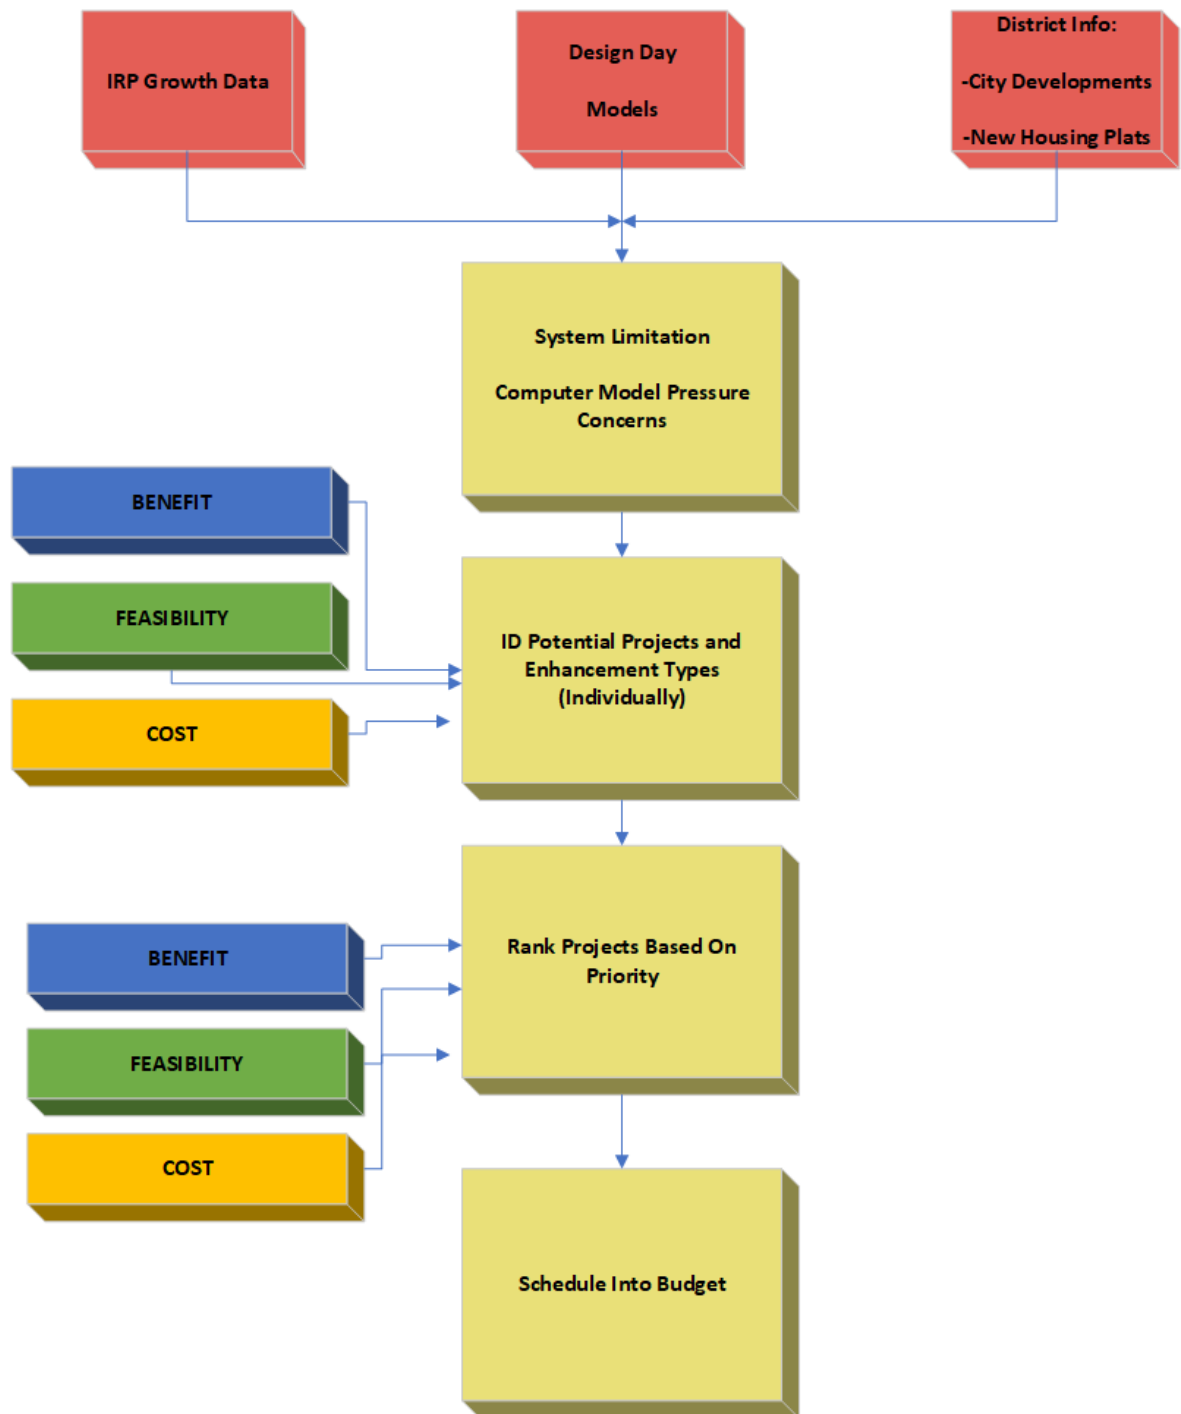 IRP Growth Data
Design Day
Models
District Info:
-City Developments
-New Housing Plats
System Limitation
Computer Model Pressure
Concerns
BENEFIT
FEASIBILITY
COST
ID Potential Projects and
Enhancement Types
(Individually)
BENEFIT
FEASIBILITY
COST
Rank Projects Based On
Priority
Schedule Into Budget